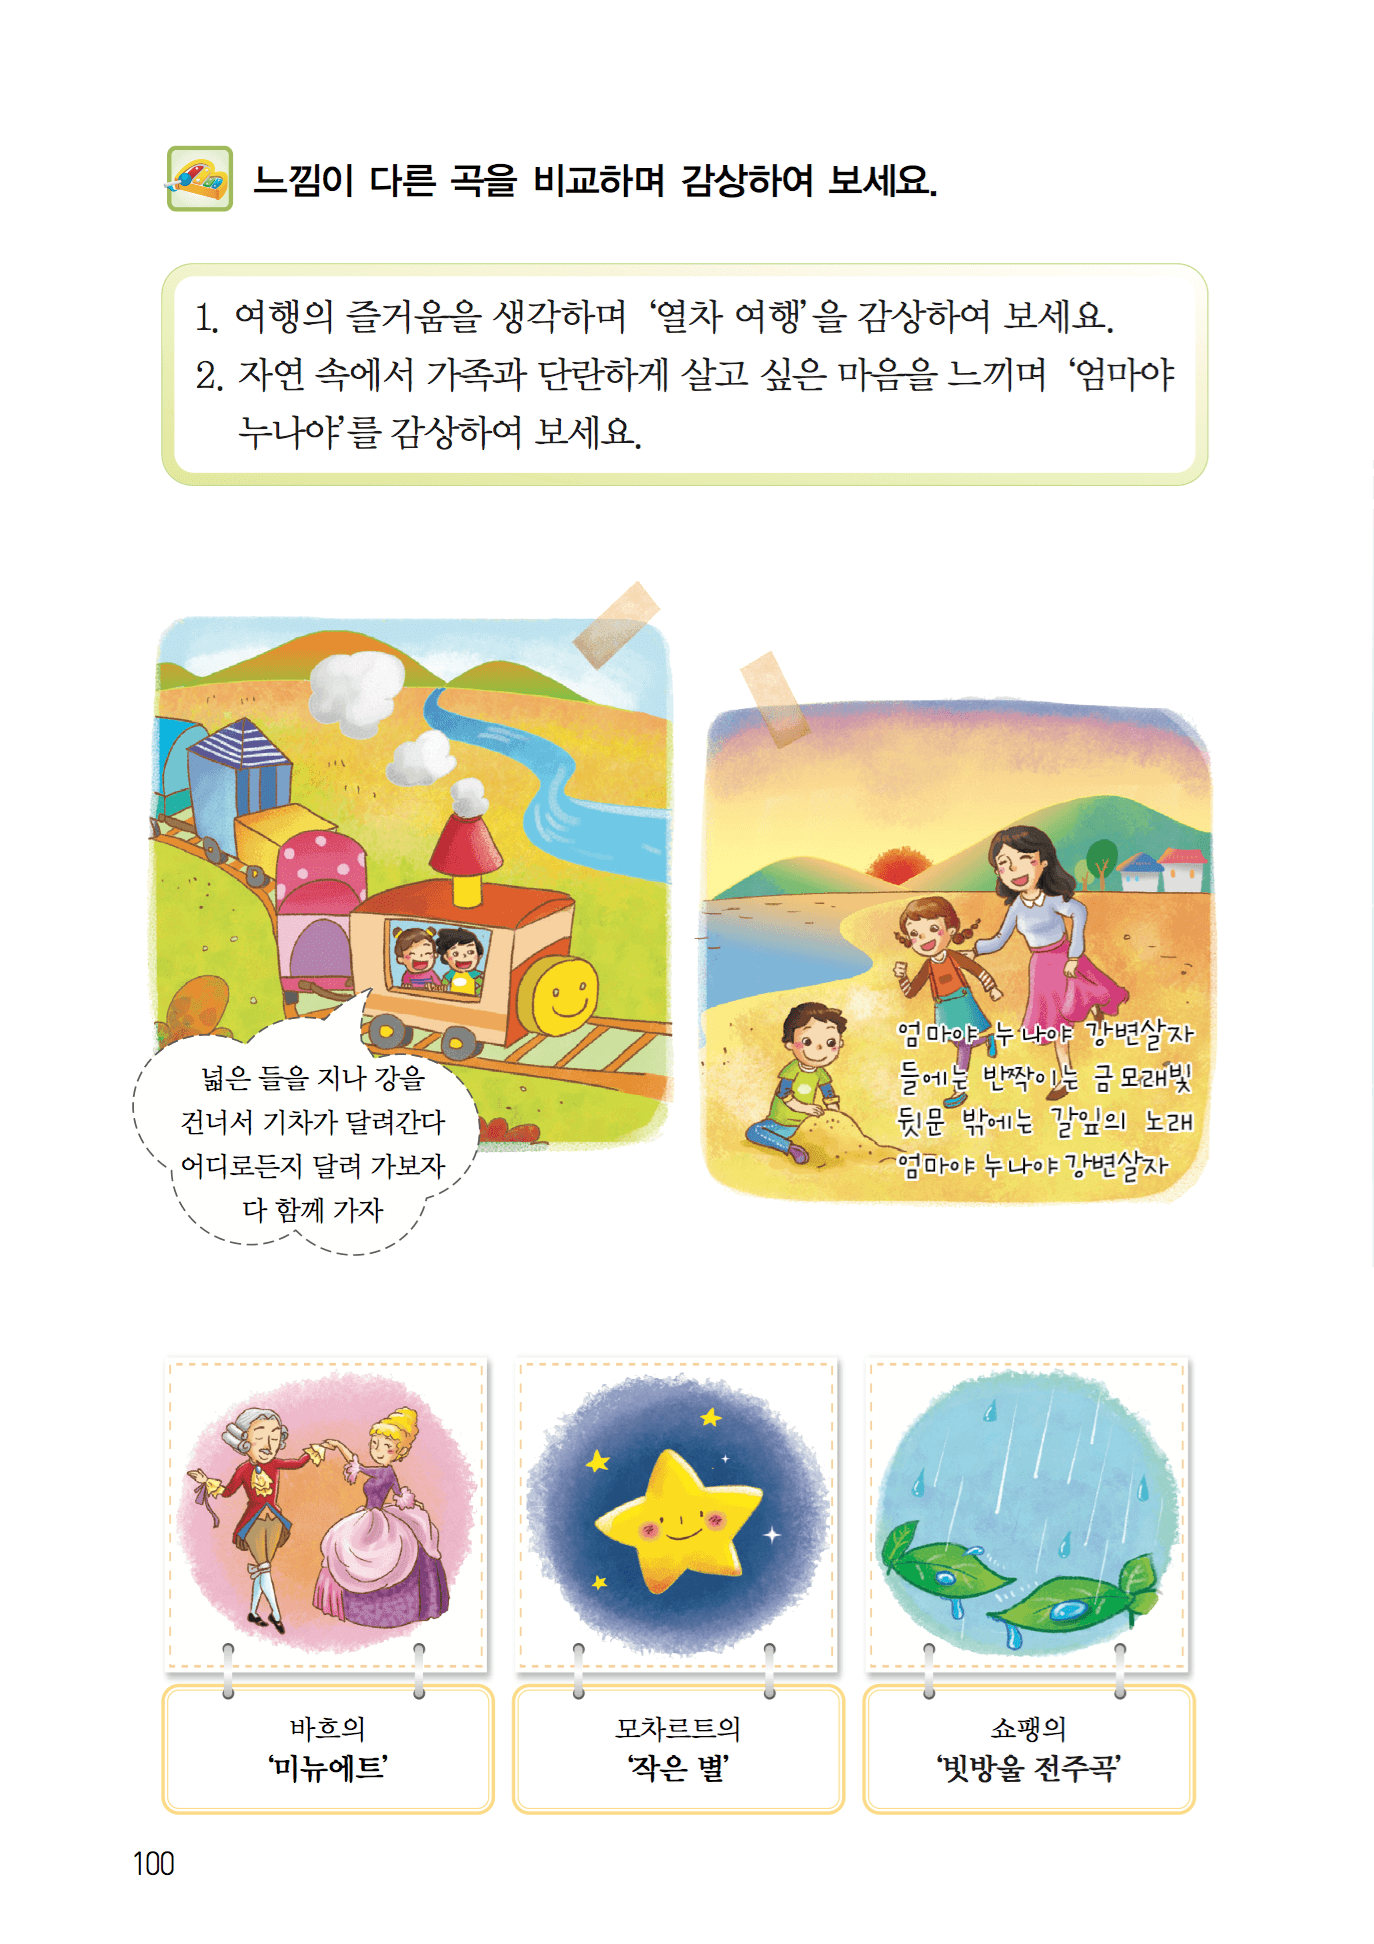 느낌이 다른 곡을 비교하며 감상하여 보세요.
1. 여행의 즐거움을 생각하며 ‘열차 여행’을 감상하여 보세요.
2. 자연 속에서 가족과 단란하게 살고 싶은 마음을 느끼며 ‘엄마야
누나야’를 감상하여 보세요.
넓은 들을 지나 강을
건너서 기차가 달려간다
어디로든지 달려 가보자
다 함께 가자
엄마야 누나야 강변살자
들에는 반짝이는 금모래빛
뒷문 밖에는 갈잎의 노래
엄마야 누나야 강변살자
바흐의
‘미뉴에트’
모차르트의
‘작은 별’
쇼팽의
‘빗방울 전주곡’
100